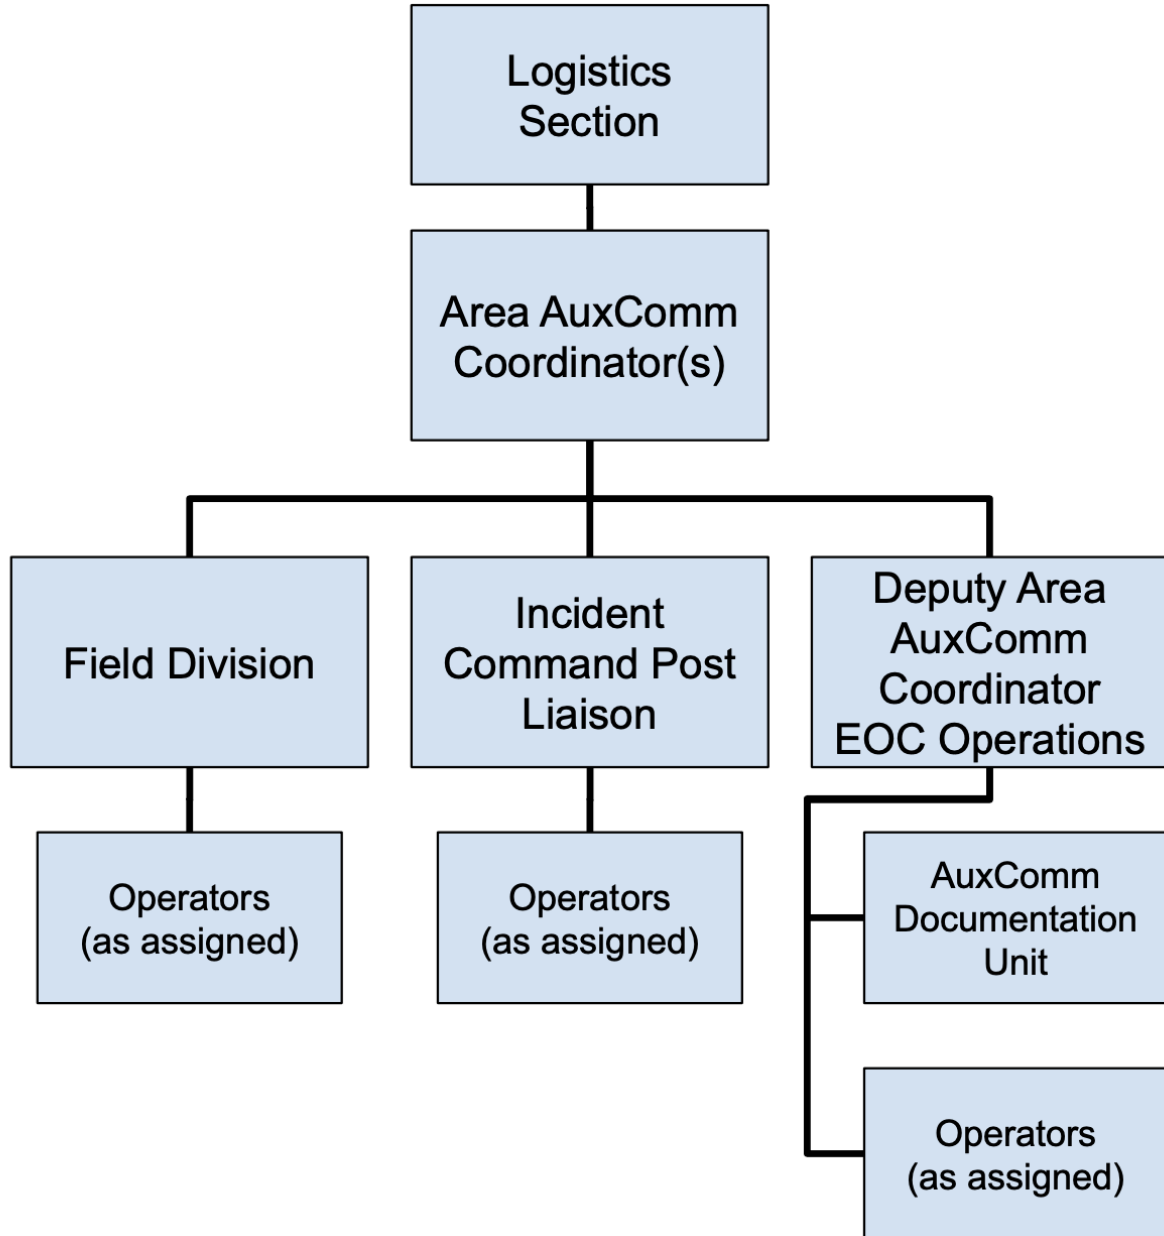 Logistics
Section
Area AuxComm
Coordinator(s)
Field Division
Incident
Command Post
Liaison
Deputy Area
AuxComm
Coordinator
EOC Operations
Operators
(as assigned)
Operators
(as assigned)
AuxComm
Documentation
Unit
Operators
(as assigned)